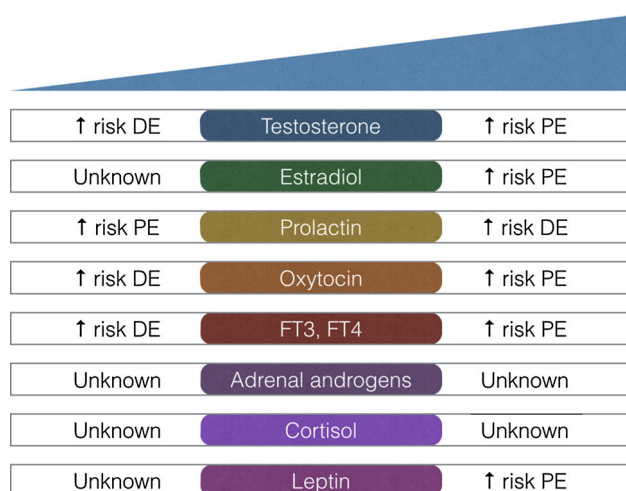 ↑ risk DE Testosterone ↑ risk PE
Unknown Estradiol ↑ risk PE
↑ risk PE Prolactin ↑ risk DE
↑ risk DE Oxytocin ↑ risk PE
↑ risk DE FT3, FT4 ↑ risk PE
Unknown Adrenal androgens Unknown
Unknown Cortisol Unknown
Unknown Leptin ↑ risk PE